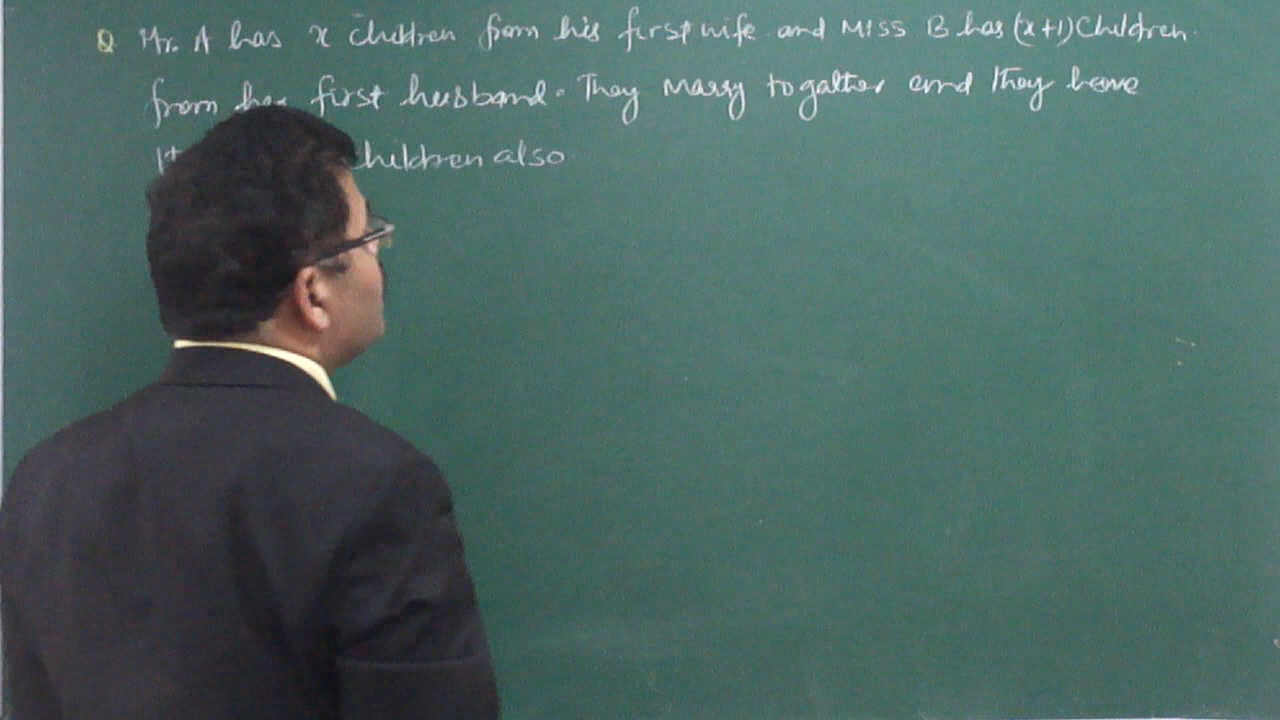 Q Mr. A has x children from his first wife and MISS B has (x+1) Children.
from her first husband. They marry togather and they have
children also